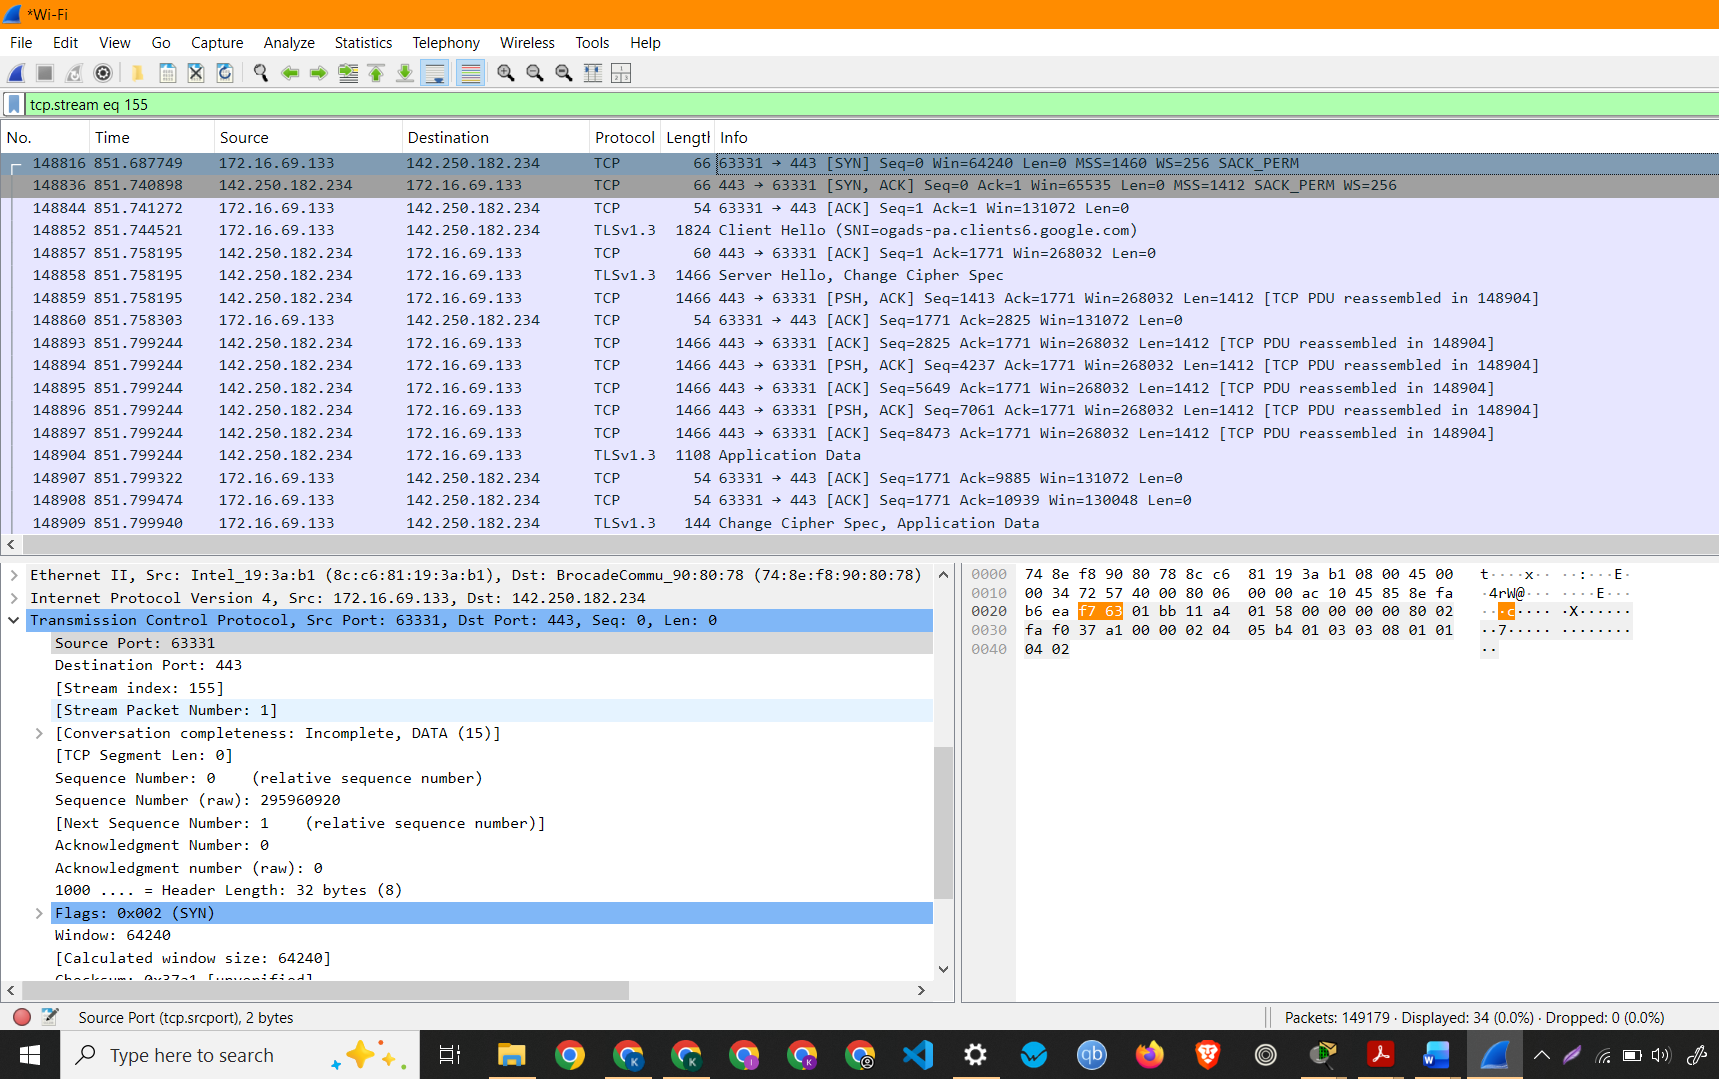 *Wi-Fi
File Edit View Go Capture Analyze Statistics Telephony Wireless Tools Help
tcp.stream eq 155
No. Time Source Destination Protocol Length Info
148816 851.687749 172.16.69.133 142.250.182.234 TCP 66 63331 → 443 [SYN] Seq=0 Win=64240 Len=0 MSS=1460 WS=256 SACK_PERM
148836 851.740898 142.250.182.234 172.16.69.133 TCP 66 443 → 63331 [SYN, ACK] Seq=0 Ack=1 Win=65535 Len=0 MSS=1412 SACK_PERM WS=256
148844 851.741272 172.16.69.133 142.250.182.234 TCP 54 63331 → 443 [ACK] Seq=1 Ack=1 Win=131072 Len=0
148852 851.744521 172.16.69.133 142.250.182.234 TLSv1.3 1824 Client Hello (SNI=ogads-pa.clients6.google.com)
148857 851.758195 142.250.182.234 172.16.69.133 TCP 60 443 → 63331 [ACK] Seq=1 Ack=1771 Win=268032 Len=0
148858 851.758195 142.250.182.234 172.16.69.133 TLSv1.3 1466 Server Hello, Change Cipher Spec
148859 851.758195 142.250.182.234 172.16.69.133 TCP 1466 443 → 63331 [PSH, ACK] Seq=1413 Ack=1771 Win=268032 Len=1412 [TCP PDU reassembled in 148904]
148860 851.758303 172.16.69.133 142.250.182.234 TCP 54 63331 → 443 [ACK] Seq=1771 Ack=2825 Win=131072 Len=0
148893 851.799244 142.250.182.234 172.16.69.133 TCP 1466 443 → 63331 [ACK] Seq=2825 Ack=1771 Win=268032 Len=1412 [TCP PDU reassembled in 148904]
148894 851.799244 142.250.182.234 172.16.69.133 TCP 1466 443 → 63331 [PSH, ACK] Seq=4237 Ack=1771 Win=268032 Len=1412 [TCP PDU reassembled in 148904]
148895 851.799244 142.250.182.234 172.16.69.133 TCP 1466 443 → 63331 [ACK] Seq=5649 Ack=1771 Win=268032 Len=1412 [TCP PDU reassembled in 148904]
148896 851.799244 142.250.182.234 172.16.69.133 TCP 1466 443 → 63331 [PSH, ACK] Seq=7061 Ack=1771 Win=268032 Len=1412 [TCP PDU reassembled in 148904]
148897 851.799244 142.250.182.234 172.16.69.133 TCP 1466 443 → 63331 [ACK] Seq=8473 Ack=1771 Win=268032 Len=1412 [TCP PDU reassembled in 148904]
148904 851.799244 142.250.182.234 172.16.69.133 TLSv1.3 1108 Application Data
148907 851.799322 172.16.69.133 142.250.182.234 TCP 54 63331 → 443 [ACK] Seq=1771 Ack=9885 Win=131072 Len=0
148908 851.799474 172.16.69.133 142.250.182.234 TCP 54 63331 → 443 [ACK] Seq=1771 Ack=10939 Win=130048 Len=0
148909 851.799940 172.16.69.133 142.250.182.234 TLSv1.3 144 Change Cipher Spec, Application Data
Ethernet II, Src: Intel_19:3a:b1 (8c:c6:81:19:3a:b1), Dst: BrocadeCommu_90:80:78 (74:8e:f8:90:80:78)
Internet Protocol Version 4, Src: 172.16.69.133, Dst: 142.250.182.234
Transmission Control Protocol, Src Port: 63331, Dst Port: 443, Seq: 0, Len: 0
Source Port: 63331
Destination Port: 443
[Stream index: 155]
[Stream Packet Number: 1]
[Conversation completeness: Incomplete, DATA (15)]
[TCP Segment Len: 0]
Sequence Number: 0 (relative sequence number)
Sequence Number (raw): 295960920
[Next Sequence Number: 1 (relative sequence number)]
Acknowledgment Number: 0
Acknowledgment number (raw): 0
1000 .... = Header Length: 32 bytes (8)
Flags: 0x002 (SYN)
Window: 64240
[Calculated window size: 64240]
Checksum: 0x37a1 [unverified]
0000 74 8e f8 90 80 78 8c c6 81 19 3a b1 08 00 45 00 t····x·· ··:···E·
0010 00 34 72 57 40 00 80 06 00 00 ac 10 45 85 8e fa ·4rW@··· ····E···
0020 b6 ea f7 63 01 bb 11 a4 01 58 00 00 00 00 80 02 ···c···· ·X······
0030 fa f0 37 a1 00 00 02 04 05 b4 01 03 03 08 01 01 ··7····· ········
0040 04 02 ··
Source Port (tcp.srcport), 2 bytes
Packets: 149179 · Displayed: 34 (0.0%) · Dropped: 0 (0.0%)
Type here to search